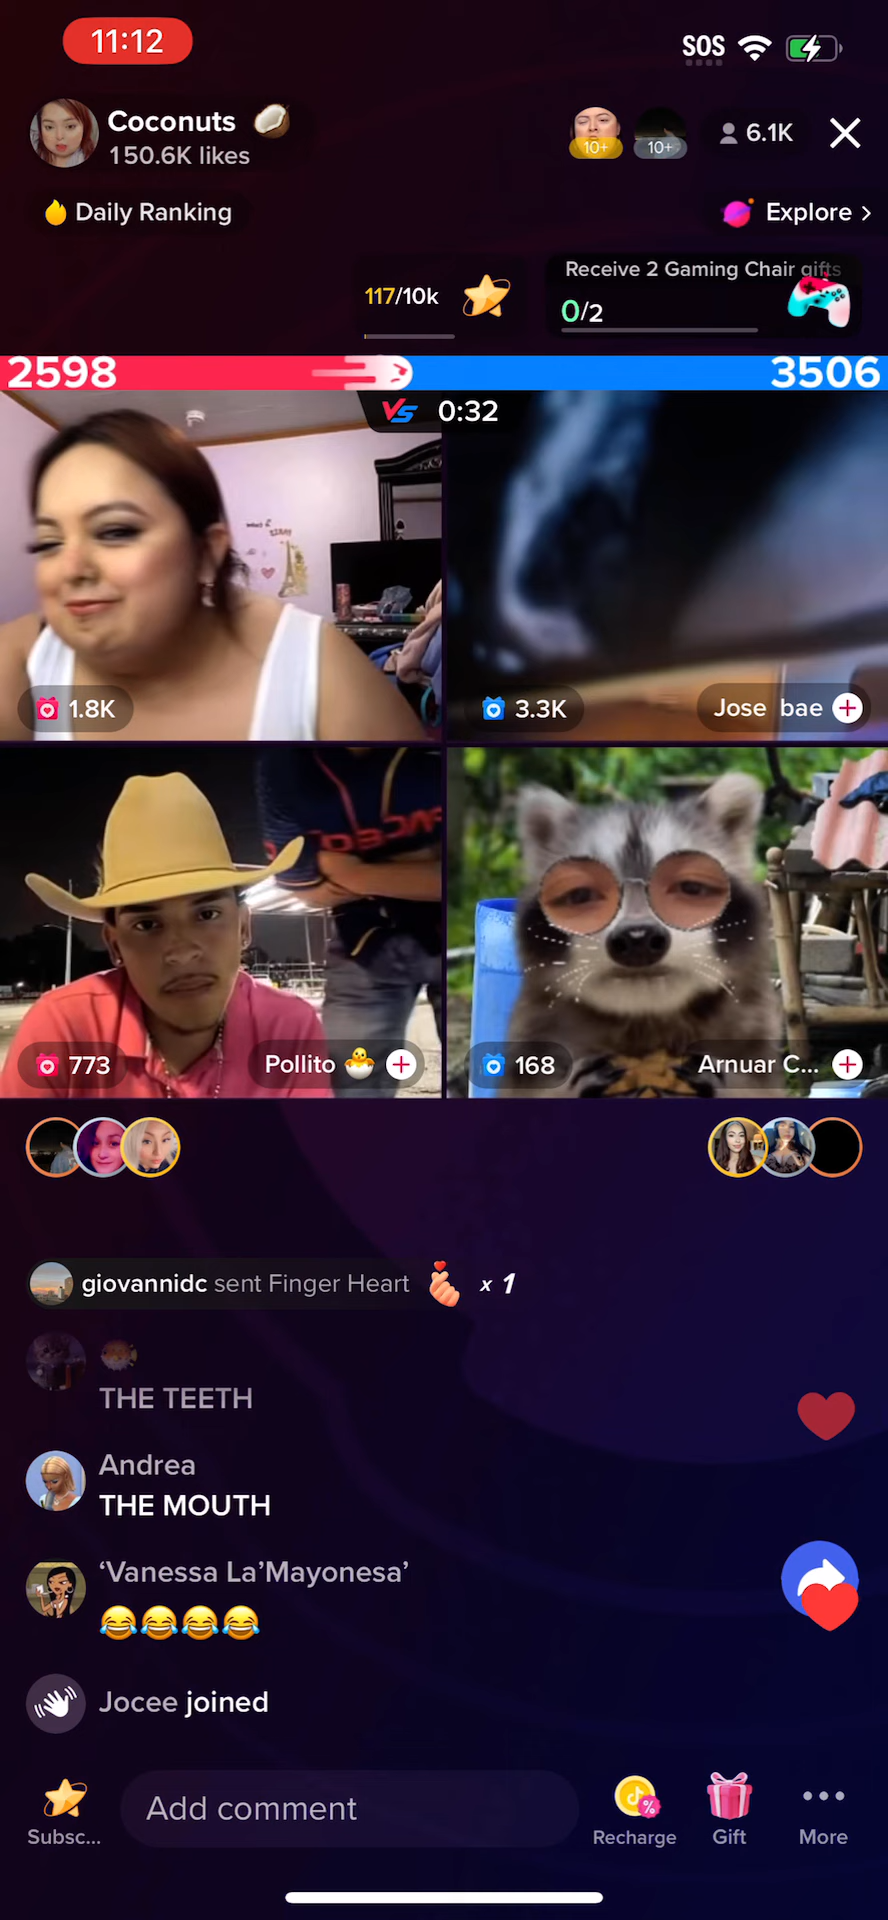 11:12
SOS
Coconuts 🥥
150.6K likes
10+
10+
6.1K
Daily Ranking
Explore >
117/10k
Receive 2 Gaming Chair gifts
0/2
2598
3506
VS 0:32
1.8K
3.3K
Jose bae
773
Pollito 🐣
168
Arnuar C...
giovannidc sent Finger Heart x 1
🐡
THE TEETH
Andrea
THE MOUTH
‘Vanessa La’Mayonesa’
😂😂😂😂
Jocee joined
Subsc...
Add comment
Recharge
Gift
More